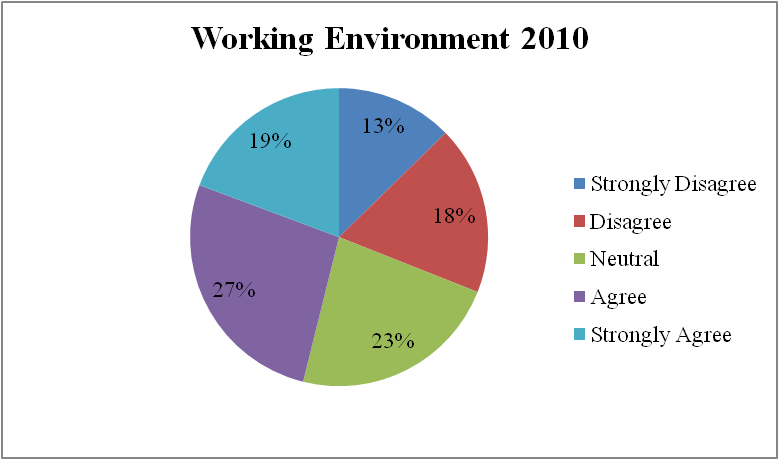 Working Environment 2010
13%
18%
23%
27%
19%
Strongly Disagree
Disagree
Neutral
Agree
Strongly Agree